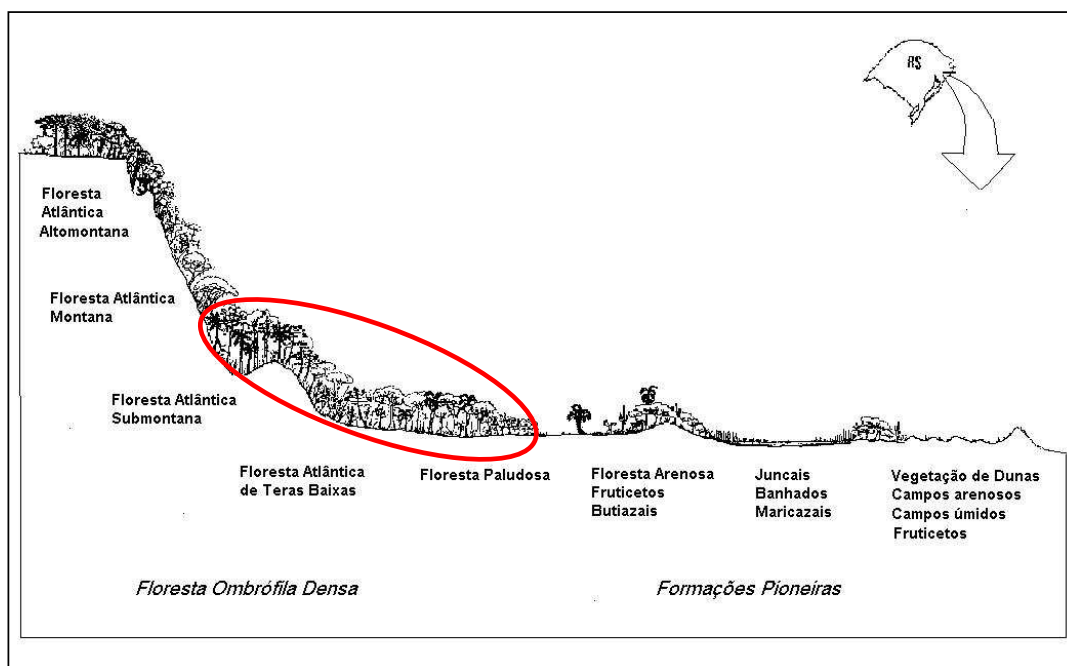 RS
Floresta
Atlântica
Altomontana
Floresta Atlântica
Montana
Floresta Atlântica
Submontana
Floresta Atlântica
de Teras Baixas
Floresta Paludosa
Floresta Arenosa
Fruticetos
Butiazais
Juncais
Banhados
Maricazais
Vegetação de Dunas
Campos arenosos
Campos úmidos
Fruticetos
Floresta Ombrófila Densa
Formações Pioneiras